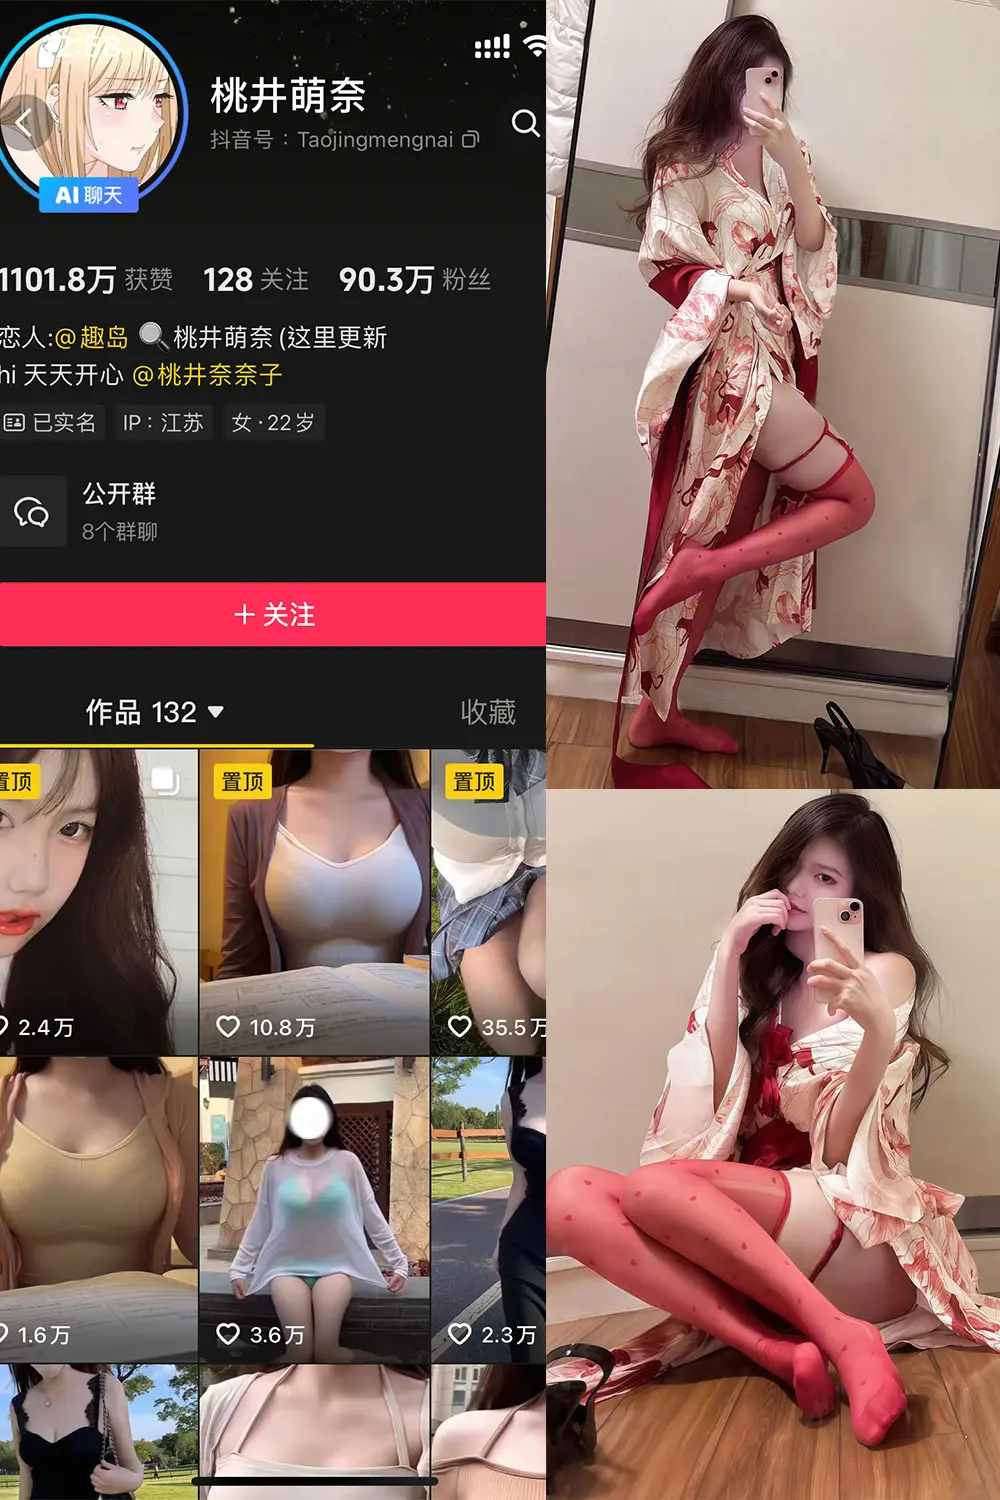 2:53
桃井萌奈
抖音号：Taojingmengnai
AI 聊天
1101.8万 获赞 128 关注 90.3万 粉丝
恋人:@趣岛 🔍桃井萌奈 (这里更新
hi 天天开心 @桃井奈奈子
已实名 IP：江苏 女·22岁
公开群
8个群聊
+ 关注
作品 132 ▼ 收藏
置顶 置顶 置顶
2.4万 10.8万 35.5万
1.6万 3.6万 2.3万